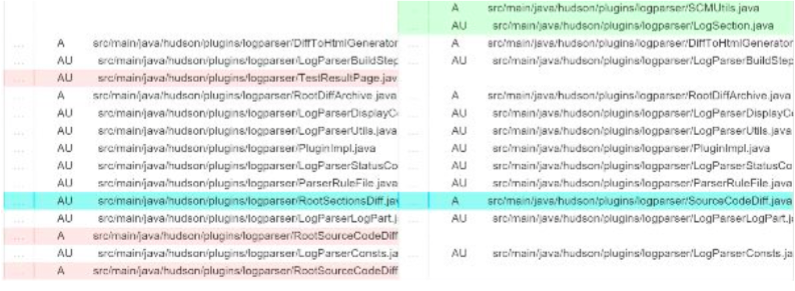 A src/main/java/hudson/plugins/logparser/SCMUtils.java
AU src/main/java/hudson/plugins/logparser/LogSection.java
... A src/main/java/hudson/plugins/logparser/DiffToHtmlGenerator ... A src/main/java/hudson/plugins/logparser/DiffToHtmlGenerator
... AU src/main/java/hudson/plugins/logparser/LogParserBuildStep ... AU src/main/java/hudson/plugins/logparser/LogParserBuildStep
... AU src/main/java/hudson/plugins/logparser/TestResultPage.jav
... A src/main/java/hudson/plugins/logparser/RootDiffArchive.java ... A src/main/java/hudson/plugins/logparser/RootDiffArchive.java
... AU src/main/java/hudson/plugins/logparser/LogParserDisplayC ... AU src/main/java/hudson/plugins/logparser/LogParserDisplayC
... AU src/main/java/hudson/plugins/logparser/LogParserUtils.java ... AU src/main/java/hudson/plugins/logparser/LogParserUtils.java
... AU src/main/java/hudson/plugins/logparser/PluginImpl.java ... AU src/main/java/hudson/plugins/logparser/PluginImpl.java
... AU src/main/java/hudson/plugins/logparser/LogParserStatusCo ... AU src/main/java/hudson/plugins/logparser/LogParserStatusCo
... AU src/main/java/hudson/plugins/logparser/ParserRuleFile.java ... AU src/main/java/hudson/plugins/logparser/ParserRuleFile.java
... AU src/main/java/hudson/plugins/logparser/RootSectionsDiff.jav ... A src/main/java/hudson/plugins/logparser/SourceCodeDiff.java
... AU src/main/java/hudson/plugins/logparser/LogParserLogPart.j ... AU src/main/java/hudson/plugins/logparser/LogParserLogPart.j
... A src/main/java/hudson/plugins/logparser/RootSourceCodeDiff
... AU src/main/java/hudson/plugins/logparser/LogParserConsts.ja ... AU src/main/java/hudson/plugins/logparser/LogParserConsts.ja
... A src/main/java/hudson/plugins/logparser/RootSourceCodeDiff